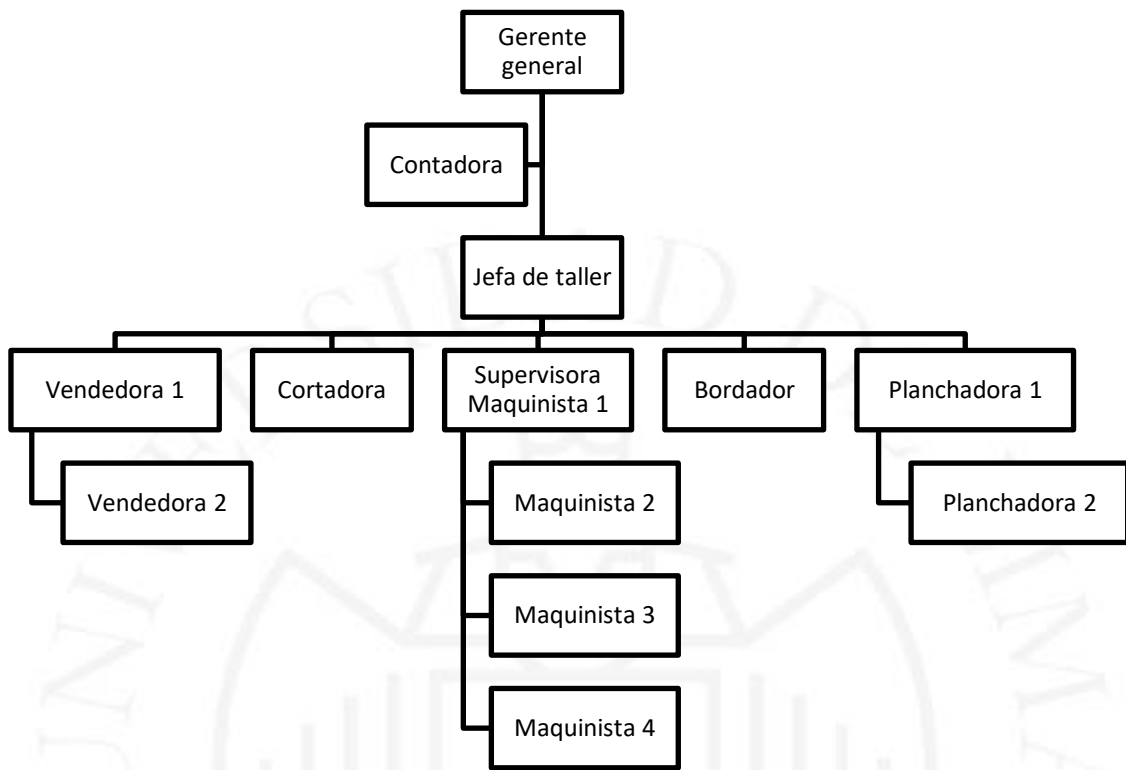 Gerente
general
Contadora
Jefa de taller
Vendedora 1
Cortadora
Supervisora
Maquinista 1
Bordador
Planchadora 1
Vendedora 2
Maquinista 2
Planchadora 2
Maquinista 3
Maquinista 4